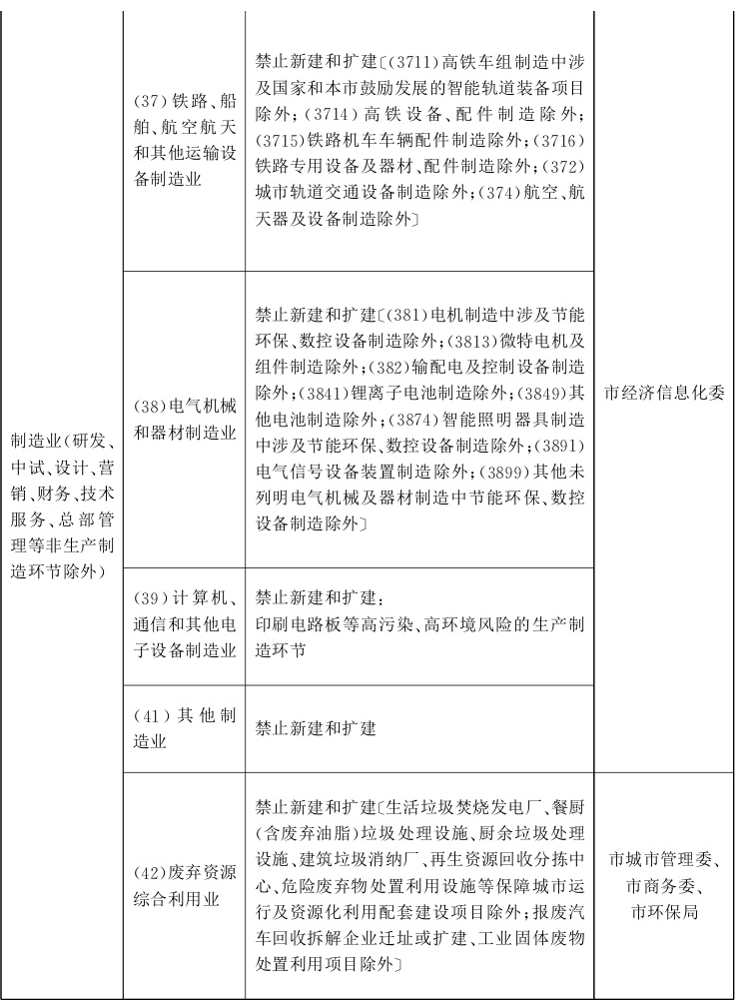 制造业(研发、
中试、设计、营
销、财务、技术
服务、总部管
理等非生产制
造环节除外)
(37)铁路、船
舶、航空航天
和其他运输设
备制造业
禁止新建和扩建〔(3711)高铁车组制造中涉
及国家和本市鼓励发展的智能轨道装备项目
除外;(3714)高铁设备、配件制造除外;
(3715)铁路机车车辆配件制造除外;(3716)
铁路专用设备及器材、配件制造除外;(372)
城市轨道交通设备制造除外;(374)航空、航
天器及设备制造除外〕
(38)电气机械
和器材制造业
禁止新建和扩建〔(381)电机制造中涉及节能
环保、数控设备制造除外;(3813)微特电机及
组件制造除外;(382)输配电及控制设备制造
除外;(3841)锂离子电池制造除外;(3849)其
他电池制造除外;(3874)智能照明器具制造
中涉及节能环保、数控设备制造除外;(3891)
电气信号设备装置制造除外;(3899)其他未
列明电气机械及器材制造中节能环保、数控
设备制造除外〕
(39)计算机、
通信和其他电
子设备制造业
禁止新建和扩建:
印刷电路板等高污染、高环境风险的生产制
造环节
(41)其他制
造业
禁止新建和扩建
市经济信息化委
(42)废弃资源
综合利用业
禁止新建和扩建〔生活垃圾焚烧发电厂、餐厨
(含废弃油脂)垃圾处理设施、厨余垃圾处理
设施、建筑垃圾消纳厂、再生资源回收分拣中
心、危险废弃物处置利用设施等保障城市运
行及资源化利用配套建设项目除外;报废汽
车回收拆解企业迁址或扩建、工业固体废物
处置利用项目除外〕
市城市管理委、
市商务委、
市环保局